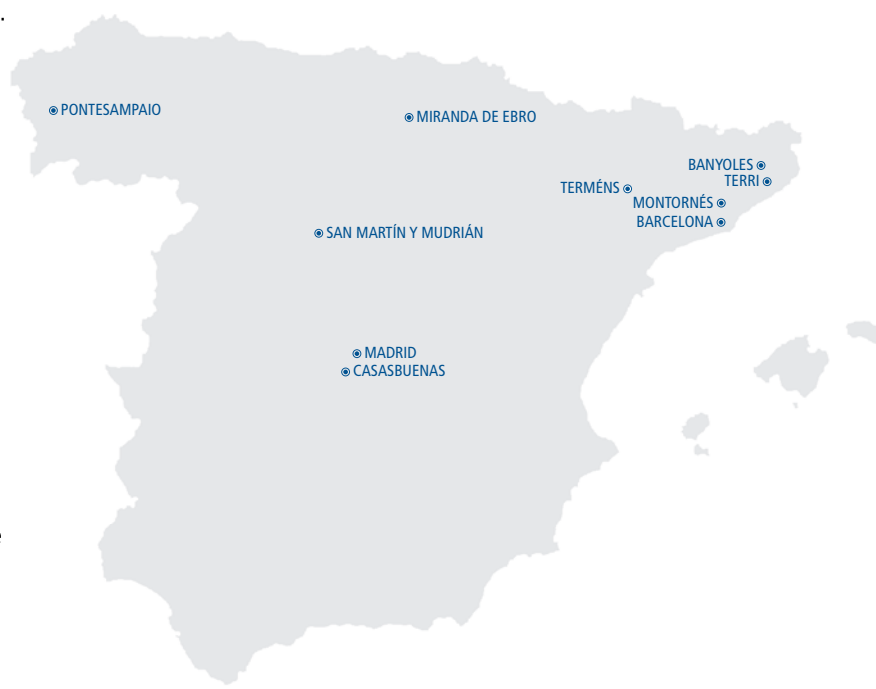 .
PONTESAMPAIO
MIRANDA DE EBRO
BANYOLES
TERRI
TERMÉNS
MONTORNÉS
BARCELONA
SAN MARTÍN Y MUDRIÁN
MADRID
CASASBUENAS